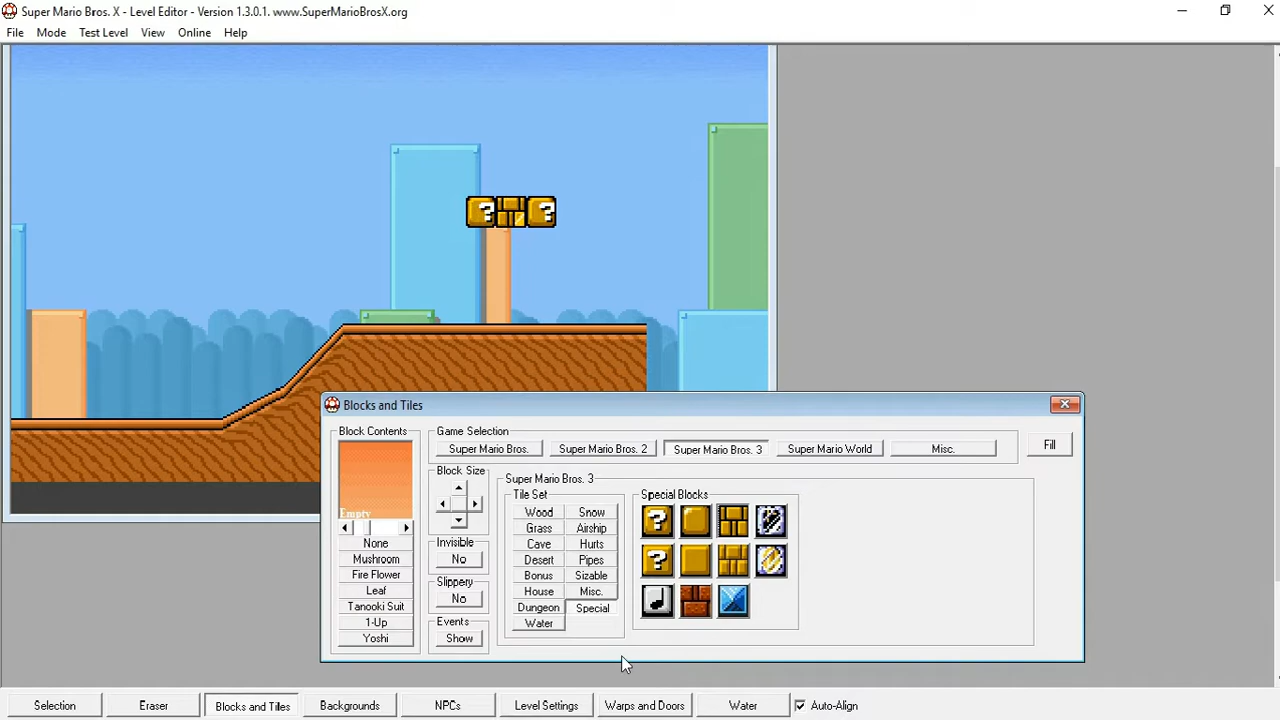 Super Mario Bros. X - Level Editor - Version 1.3.0.1. www.SuperMarioBrosX.org
File Mode Test Level View Online Help
? ?
Blocks and Tiles
Block Contents
Empty
None
Mushroom
Fire Flower
Leaf
Tanooki Suit
1-Up
Yoshi
Block Size
Invisible
No
Slippery
No
Events
Show
Game Selection
Super Mario Bros. Super Mario Bros. 2 Super Mario Bros. 3 Super Mario World Misc.
Fill
Super Mario Bros. 3
Tile Set
Wood Snow
Grass Airship
Cave Hurts
Desert Pipes
Bonus Sizable
House Misc.
Dungeon Special
Water
Special Blocks
?
?
Selection Eraser Blocks and Tiles Backgrounds NPCs Level Settings Warps and Doors Water Auto-Align